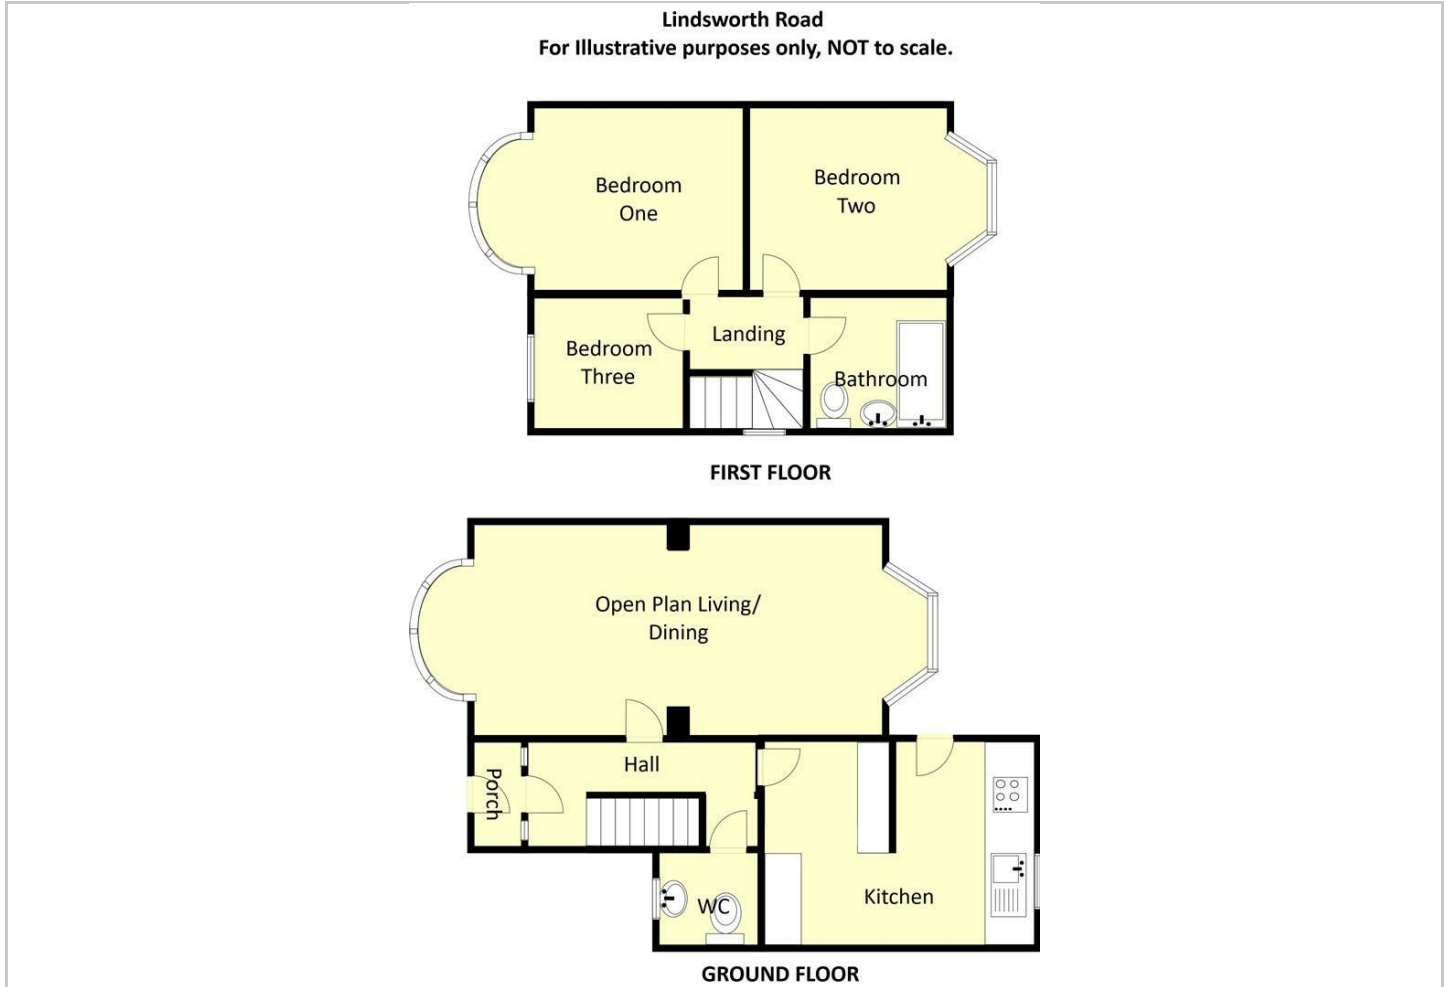 Lindsworth Road
For Illustrative purposes only, NOT to scale.
Bedroom
One
Bedroom
Two
Landing
Bedroom
Three
Bathroom
FIRST FLOOR
Open Plan Living/
Dining
Hall
Porch
Kitchen
WC
GROUND FLOOR